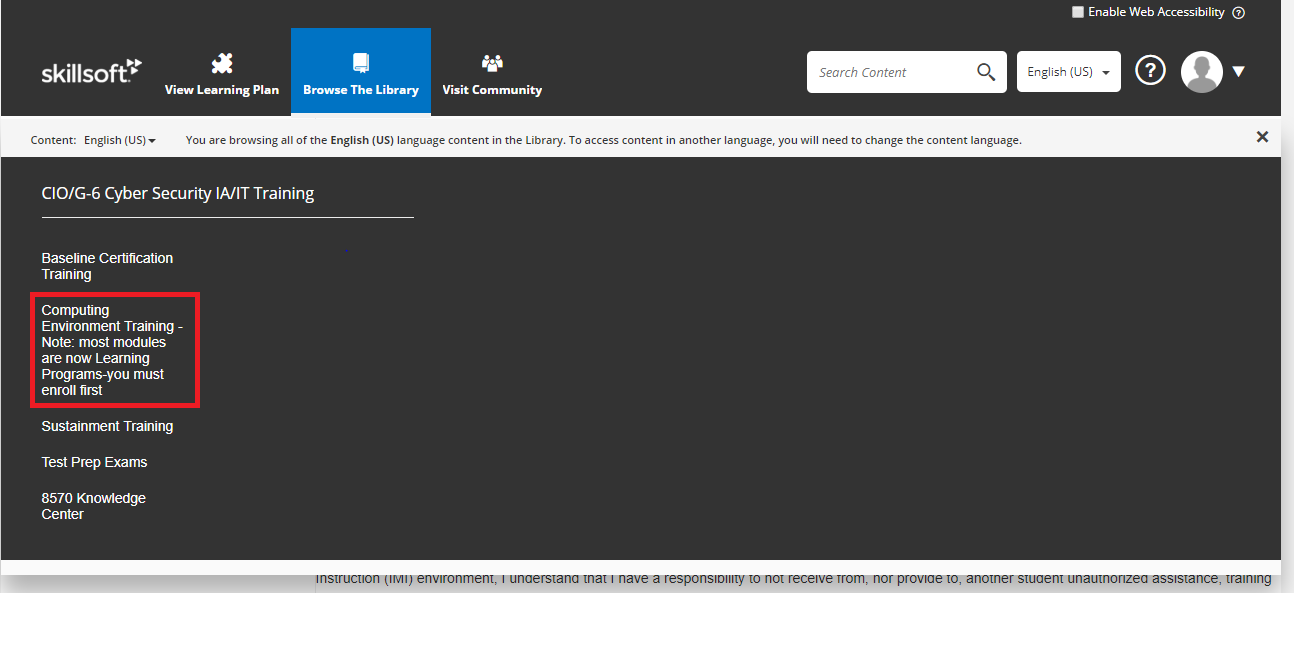 Enable Web Accessibility ?
skillsoft
View Learning Plan
Browse The Library
Visit Community
Search Content
English (US)
?
Content: English (US)
You are browsing all of the English (US) language content in the Library. To access content in another language, you will need to change the content language.
CIO/G-6 Cyber Security IA/IT Training
Baseline Certification
Training
Computing
Environment Training -
Note: most modules
are now Learning
Programs-you must
enroll first
Sustainment Training
Test Prep Exams
8570 Knowledge
Center
Instruction (IMI) environment, I understand that I have a responsibility to not receive from, nor provide to, another student unauthorized assistance, training